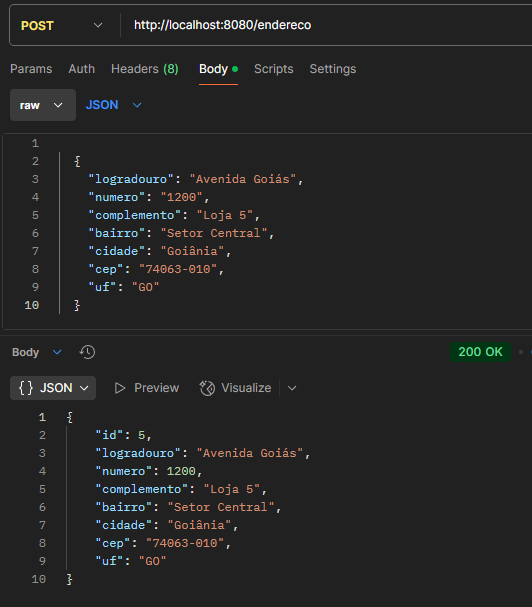 POST http://localhost:8080/endereco
Params Auth Headers (8) Body Scripts Settings
raw JSON
1
2 {
3 "logradouro": "Avenida Goiás",
4 "numero": "1200",
5 "complemento": "Loja 5",
6 "bairro": "Setor Central",
7 "cidade": "Goiânia",
8 "cep": "74063-010",
9 "uf": "GO"
10 }
Body 200 OK
{} JSON Preview Visualize
1 {
2 "id": 5,
3 "logradouro": "Avenida Goiás",
4 "numero": 1200,
5 "complemento": "Loja 5",
6 "bairro": "Setor Central",
7 "cidade": "Goiânia",
8 "cep": "74063-010",
9 "uf": "GO"
10 }